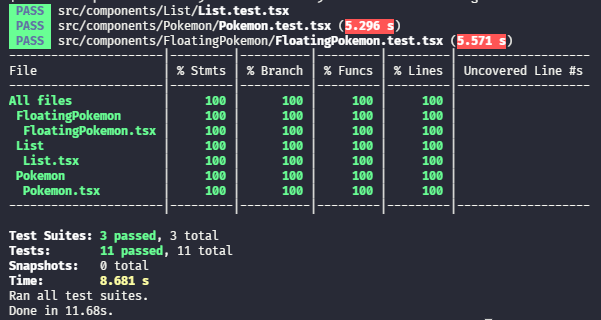 PASS src/components/List/List.test.tsx
PASS src/components/Pokemon/Pokemon.test.tsx (5.296 s)
PASS src/components/FloatingPokemon/FloatingPokemon.test.tsx (5.571 s)
----------------------|---------|----------|---------|---------|-------------------
File                  | % Stmts | % Branch | % Funcs | % Lines | Uncovered Line #s
----------------------|---------|----------|---------|---------|-------------------
All files             |     100 |      100 |     100 |     100 |
 FloatingPokemon      |     100 |      100 |     100 |     100 |
  FloatingPokemon.tsx |     100 |      100 |     100 |     100 |
 List                 |     100 |      100 |     100 |     100 |
  List.tsx            |     100 |      100 |     100 |     100 |
 Pokemon              |     100 |      100 |     100 |     100 |
  Pokemon.tsx         |     100 |      100 |     100 |     100 |
----------------------|---------|----------|---------|---------|-------------------
Test Suites: 3 passed, 3 total
Tests:       11 passed, 11 total
Snapshots:   0 total
Time:        8.681 s
Ran all test suites.
Done in 11.68s.